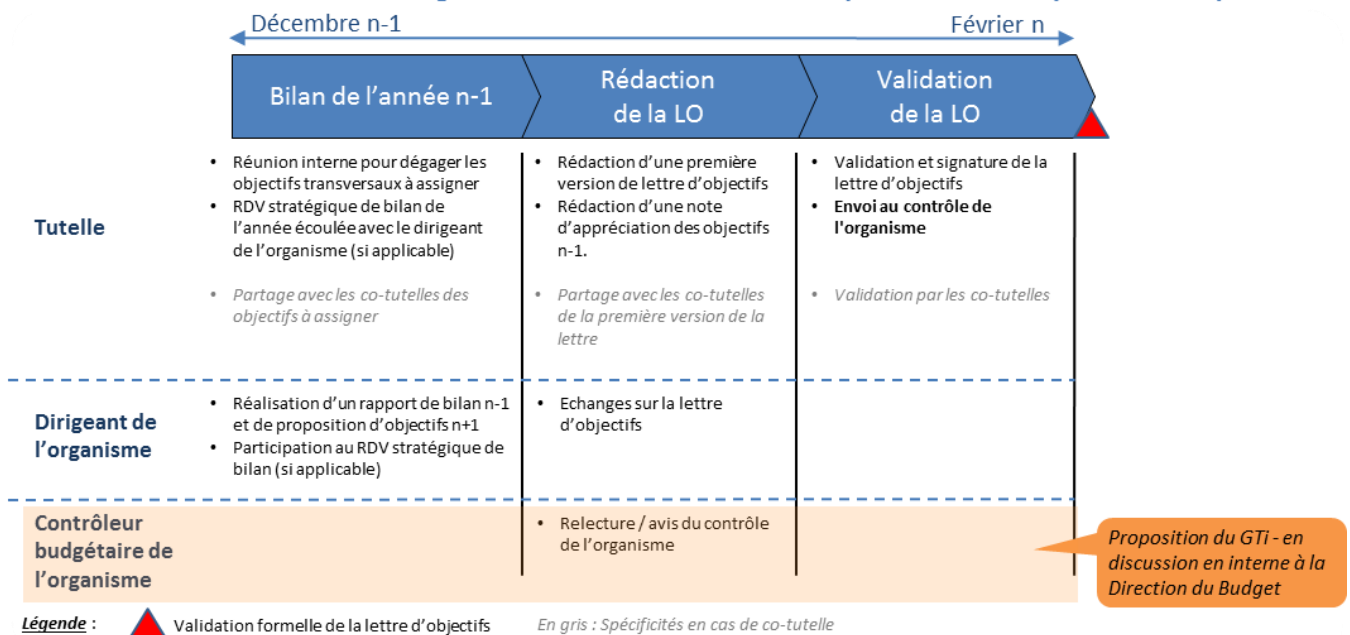 Décembre n-1
Février n
Bilan de l'année n-1
Rédaction
de la LO
Validation
de la LO
Tutelle
• Réunion interne pour dégager les
objectifs transversaux à assigner
• RDV stratégique de bilan de
l'année écoulée avec le dirigeant
de l'organisme (si applicable)
• Partage avec les co-tutelles des
objectifs à assigner
• Rédaction d'une première
version de lettre d'objectifs
• Rédaction d'une note
d'appréciation des objectifs
n-1.
• Partage avec les co-tutelles
de la première version de la
lettre
• Validation et signature de la
lettre d'objectifs
• Envoi au contrôle de
l'organisme
• Validation par les co-tutelles
Dirigeant de
l'organisme
• Réalisation d'un rapport de bilan n-1
et de proposition d'objectifs n+1
• Participation au RDV stratégique de
bilan (si applicable)
• Echanges sur la lettre
d'objectifs
Contrôleur
budgétaire de
l'organisme
• Relecture / avis du contrôle
de l'organisme
Proposition du GTi - en
discussion en interne à la
Direction du Budget
Légende :
Validation formelle de la lettre d'objectifs
En gris : Spécificités en cas de co-tutelle